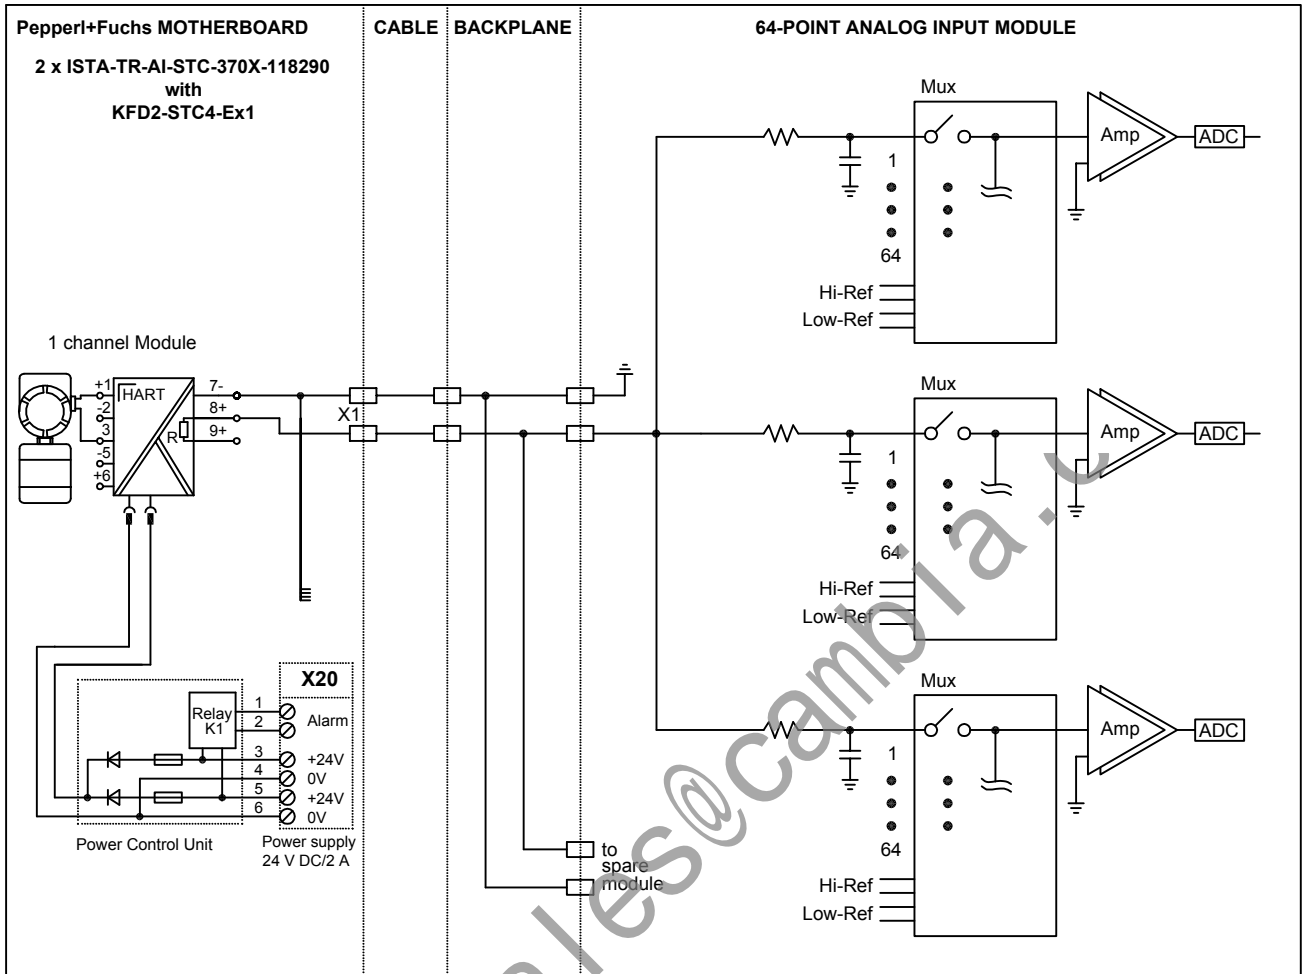 Pepperl+Fuchs MOTHERBOARD
CABLE
BACKPLANE
64-POINT ANALOG INPUT MODULE
2 x ISTA-TR-AI-STC-370X-118290
with
KFD2-STC4-Ex1
Mux
Amp
ADC
1
64
Hi-Ref
Low-Ref
1 channel Module
+1
-2
3
-5
+6
HART
R
7-
8+
9+
X1
Mux
Amp
ADC
1
64
Hi-Ref
Low-Ref
X20
Relay
K1
1
2
Alarm
3
+24V
4
0V
5
+24V
6
0V
Power Control Unit
Power supply
24 V DC/2 A
to
spare
module
Mux
Amp
ADC
1
64
Hi-Ref
Low-Ref